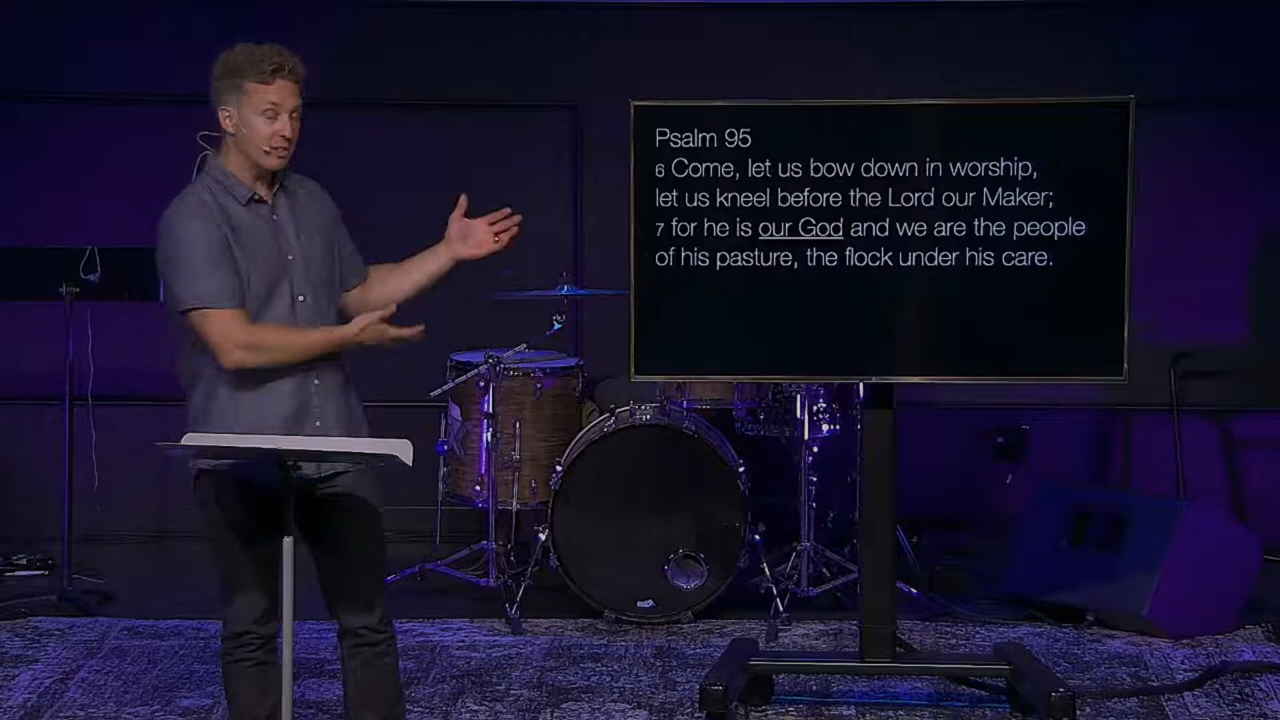 Psalm 95
6 Come, let us bow down in worship,
let us kneel before the Lord our Maker;
7 for he is our God and we are the people
of his pasture, the flock under his care.